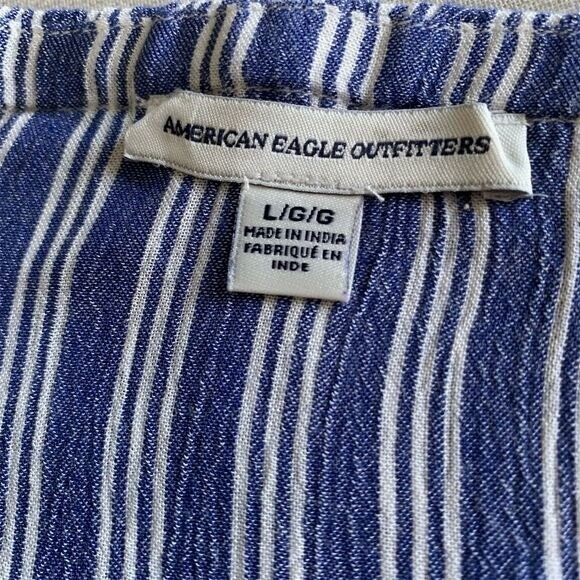 AMERICAN EAGLE OUTFITTERS
L/G/G
MADE IN INDIA
FABRIQUÉ EN
INDE